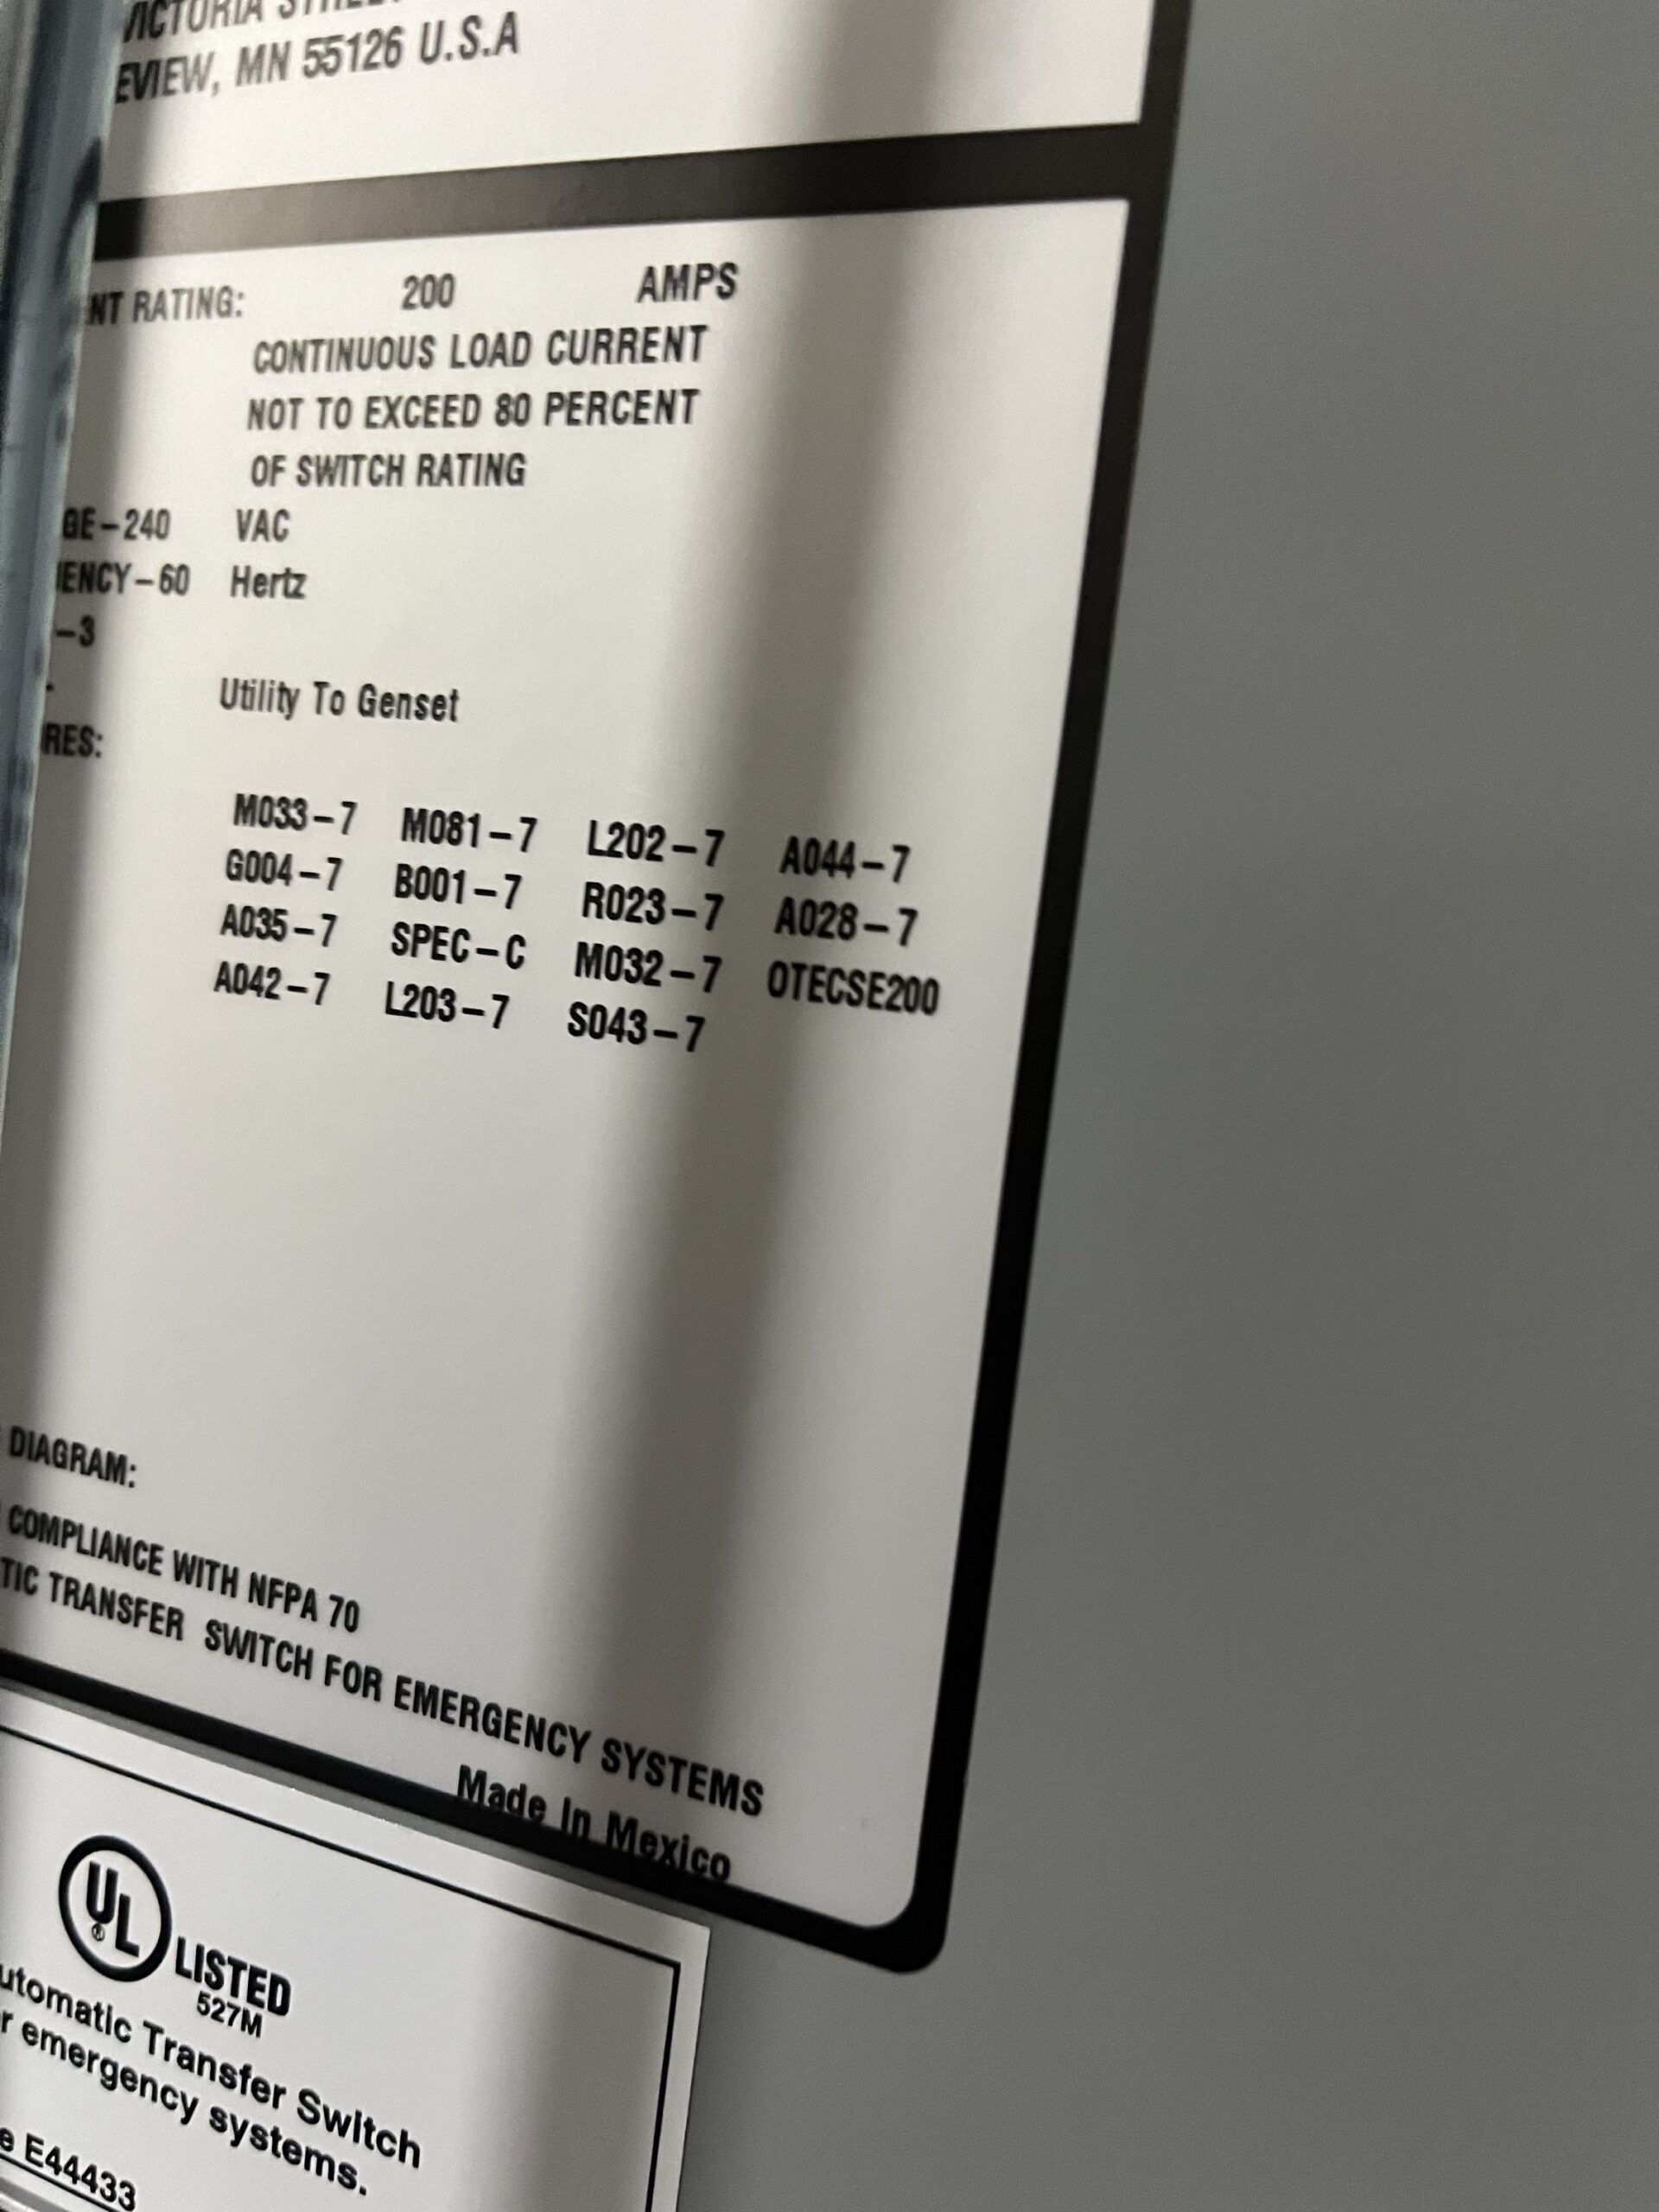 VICTORIA STREET
EVIEW, MN 55126 U.S.A
ENT RATING: 200 AMPS
CONTINUOUS LOAD CURRENT
NOT TO EXCEED 80 PERCENT
OF SWITCH RATING
GE-240 VAC
ENCY-60 Hertz
-3
- Utility To Genset
RES:
M033-7 M081-7 L202-7 A044-7
G004-7 B001-7 R023-7 A028-7
A035-7 SPEC-C M032-7 OTECSE200
A042-7 L203-7 S043-7
DIAGRAM:
COMPLIANCE WITH NFPA 70
TIC TRANSFER SWITCH FOR EMERGENCY SYSTEMS
Made In Mexico
UL ®
LISTED
527M
utomatic Transfer Switch
r emergency systems.
e E44433